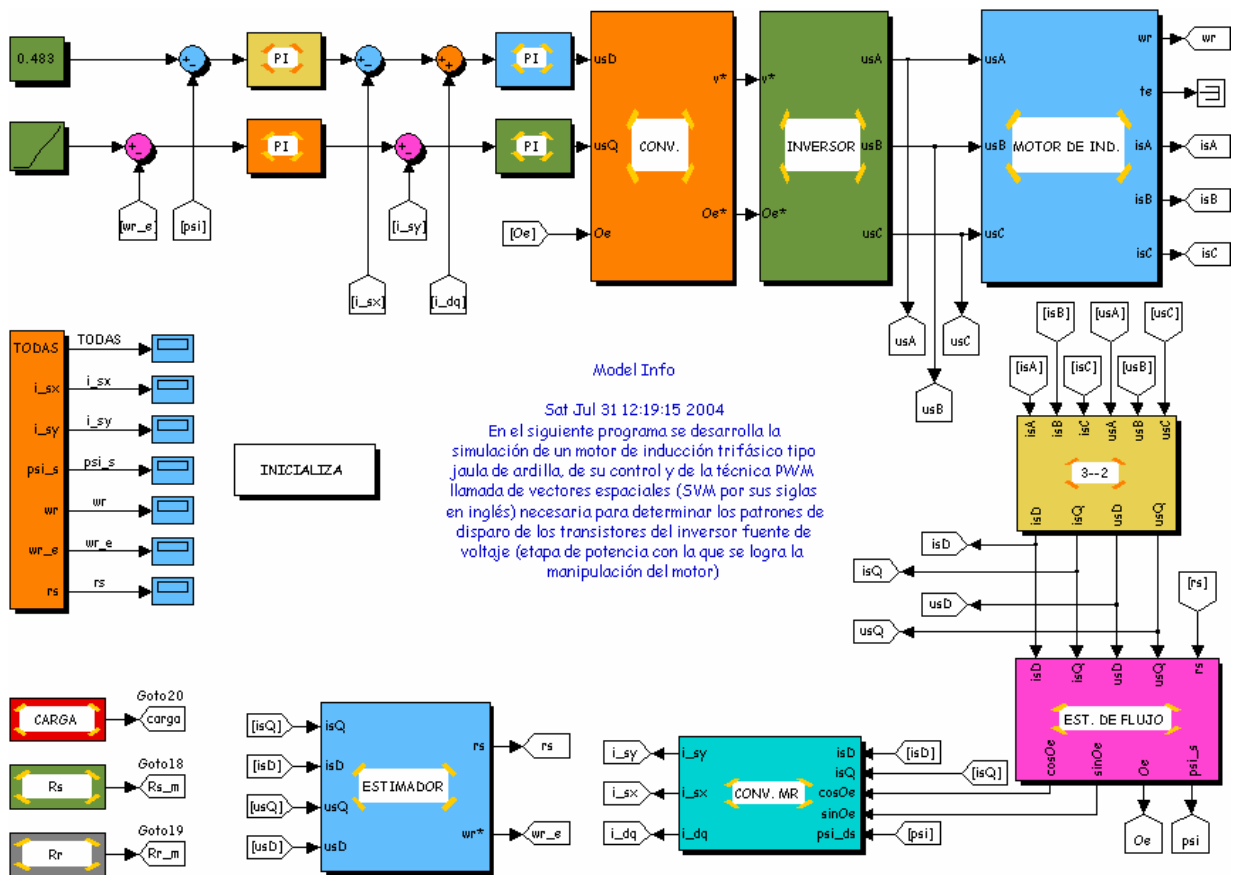 0.483
PI
PI
usD
usQ
[Oe]
Oe
CONV.
v*
Oe*
v*
Oe*
INVERSOR
usA
usB
usC
usA
usB
usC
MOTOR DE IND.
wr
te
isA
isB
isC
wr
isA
isB
isC
PI
PI
[wr_e]
[psi]
[i_sy]
[i_sx]
[i_dq]
usA
usC
usB
TODAS
i_sx
i_sy
psi_s
wr
wr_e
rs
TODAS
i_sx
i_sy
psi_s
wr
wr_e
rs
INICIALIZA
Model Info
Sat Jul 31 12:19:15 2004
En el siguiente programa se desarrolla la
simulación de un motor de inducción trifásico tipo
jaula de ardilla, de su control y de la técnica PWM
llamada de vectores espaciales (SVM por sus siglas
en inglés) necesaria para determinar los patrones de
disparo de los transistores del inversor fuente de
voltaje (etapa de potencia con la que se logra la
manipulación del motor)
[isB]
[usA]
[usC]
[isA]
[isC]
[usB]
isA
isB
isC
usA
usB
usC
3--2
isD
isQ
usD
usQ
isD
isQ
usD
usQ
[rs]
isD
isQ
usD
usQ
rs
EST. DE FLUJO
cosOe
sinOe
Oe
psi_s
Oe
psi
CARGA
Goto20
carga
Rs
Goto18
Rs_m
Rr
Goto19
Rr_m
[isQ]
[isD]
[usQ]
[usD]
isQ
isD
usQ
usD
ESTIMADOR
rs
wr*
rs
wr_e
i_sy
i_sx
i_dq
i_sy
i_sx
i_dq
CONV. MR
isD
isQ
cosOe
sinOe
psi_ds
[isD]
[isQ]
[psi]